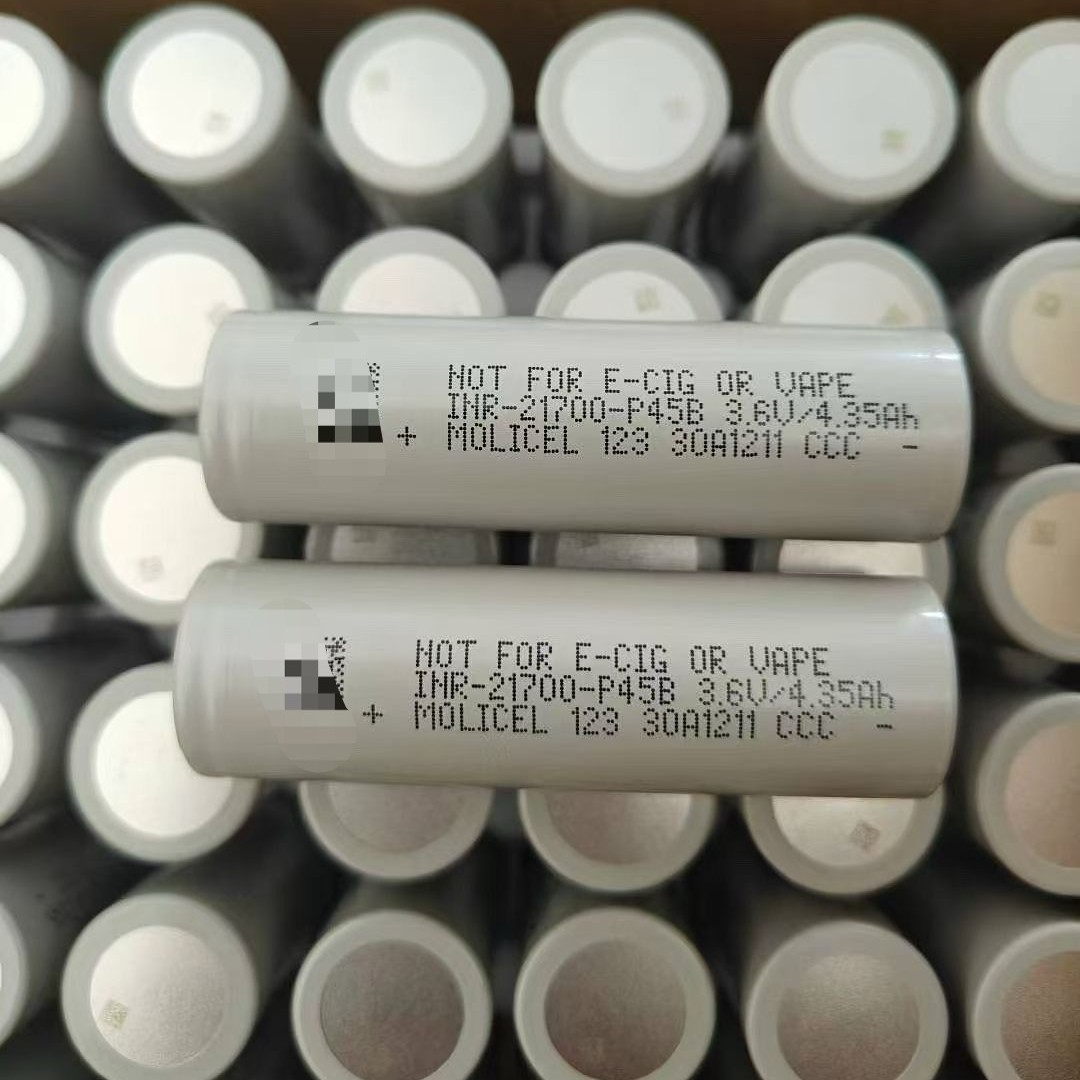 NOT FOR E-CIG OR VAPE
INR-21700-P45B 3.6V/4.35Ah
+ MOLICEL 123 30A1211 CCC -
NOT FOR E-CIG OR VAPE
INR-21700-P45B 3.6V/4.35Ah
+ MOLICEL 123 30A1211 CCC -